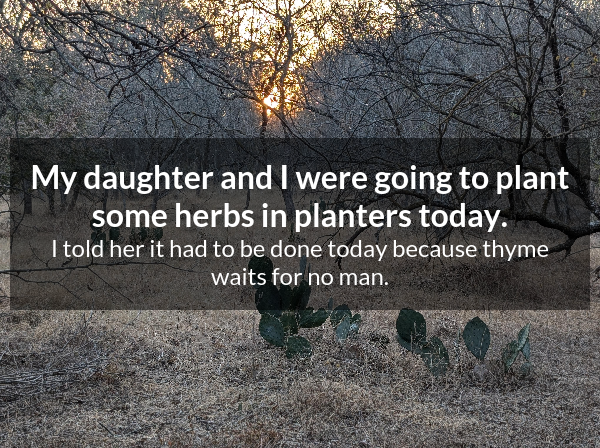 My daughter and I were going to plant
some herbs in planters today.
I told her it had to be done today because thyme
waits for no man.